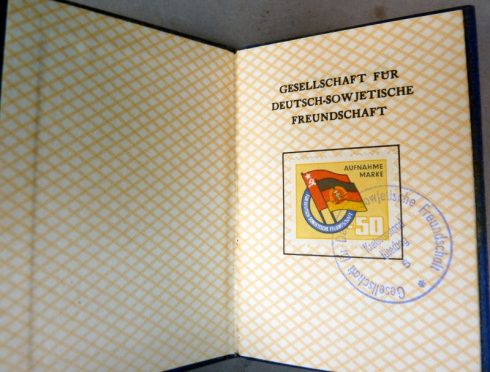 GESELLSCHAFT FÜR
DEUTSCH-SOWJETISCHE
FREUNDSCHAFT
AUFNAHME
MARKE
50
Gesellschaft für Deutsch-Sowjetische Freundschaft *